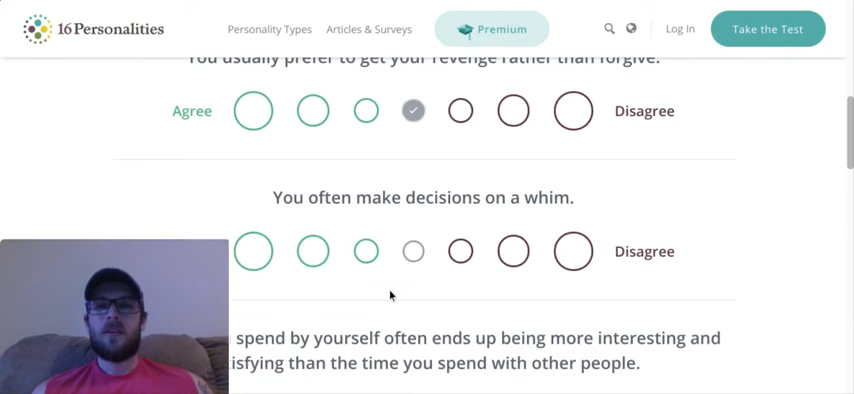 16Personalities
Personality Types Articles & Surveys Premium Log In Take the Test
You usually prefer to get your revenge rather than forgive.
Agree Disagree
You often make decisions on a whim.
Disagree
spend by yourself often ends up being more interesting and
isfying than the time you spend with other people.